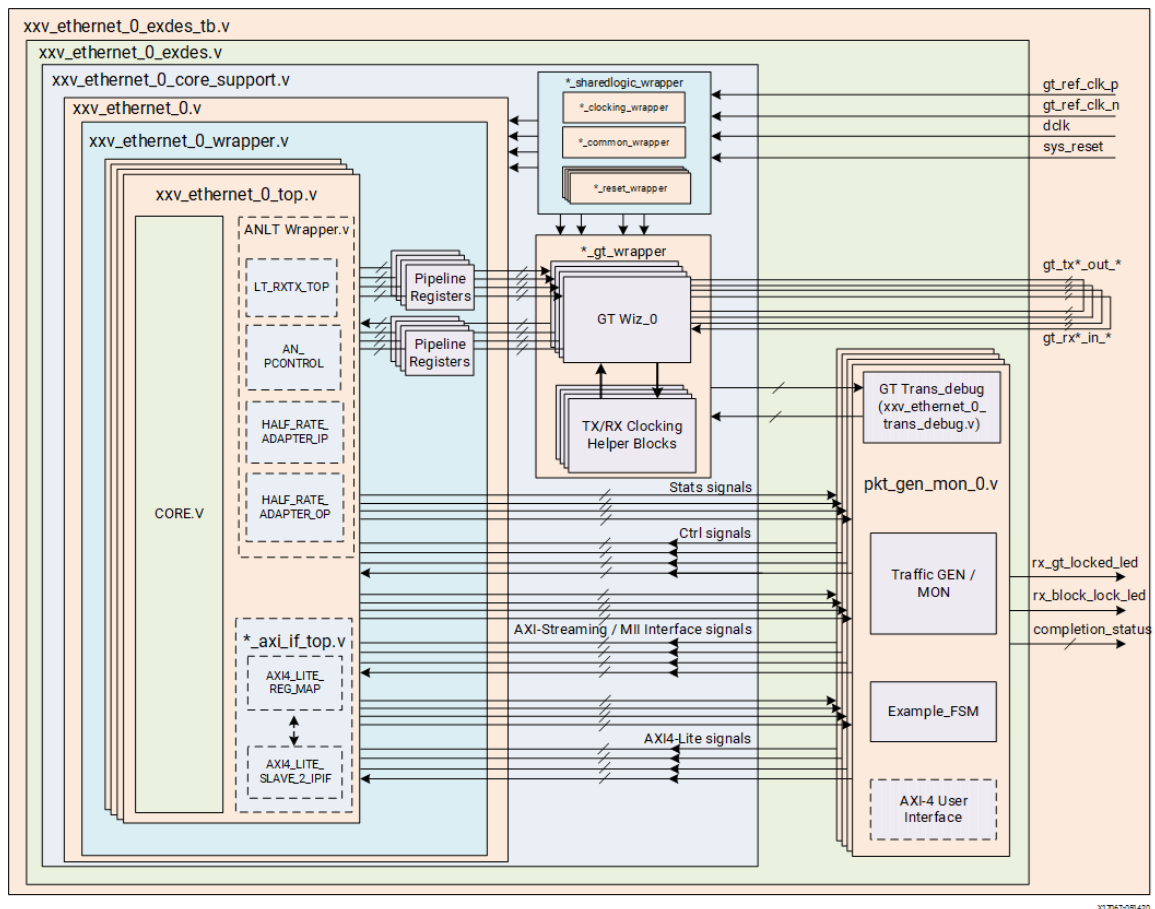 xxv_ethernet_0_exdes_tb.v
xxv_ethernet_0_exdes.v
xxv_ethernet_0_core_support.v
xxv_ethernet_0.v
xxv_ethernet_0_wrapper.v
xxv_ethernet_0_top.v
CORE.V
ANLT Wrapper.v
LT_RXTX_TOP
AN_
PCONTROL
HALF_RATE_
ADAPTER_IP
HALF_RATE_
ADAPTER_OP
*_axi_if_top.v
AXI4_LITE_
REG_MAP
AXI4_LITE_
SLAVE_2_IPIF
Pipeline
Registers
Pipeline
Registers
*_sharedlogic_wrapper
*_clocking_wrapper
*_common_wrapper
*_reset_wrapper
*_gt_wrapper
GT Wiz_0
TX/RX Clocking
Helper Blocks
Stats signals
Ctrl signals
AXI-Streaming / MII Interface signals
AXI4-Lite signals
gt_ref_clk_p
gt_ref_clk_n
dclk
sys_reset
gt_tx*_out_*
gt_rx*_in_*
GT Trans_debug
(xxv_ethernet_0_
trans_debug.v)
pkt_gen_mon_0.v
Traffic GEN /
MON
Example_FSM
AXI-4 User
Interface
rx_gt_locked_led
rx_block_lock_led
completion_status
X17067-091420